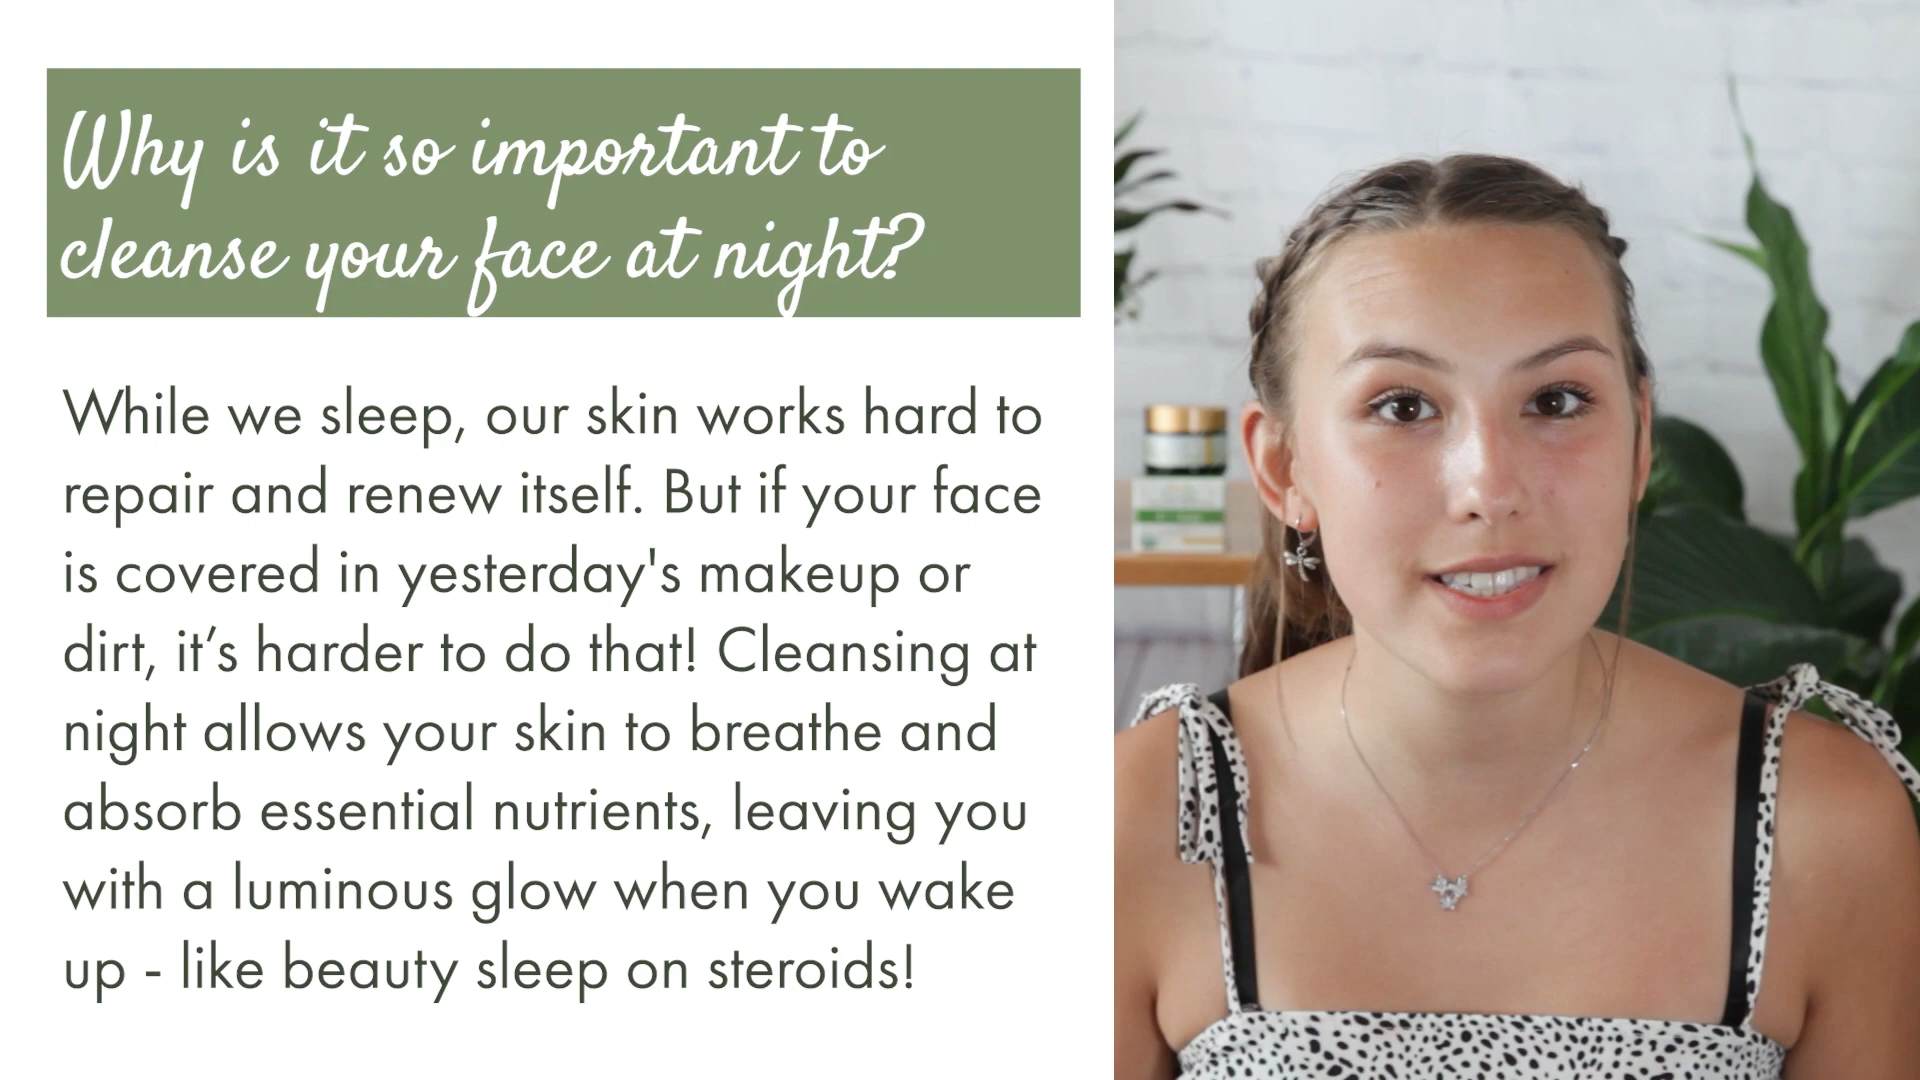 Why is it so important to
cleanse your face at night?
While we sleep, our skin works hard to
repair and renew itself. But if your face
is covered in yesterday's makeup or
dirt, it’s harder to do that! Cleansing at
night allows your skin to breathe and
absorb essential nutrients, leaving you
with a luminous glow when you wake
up - like beauty sleep on steroids!